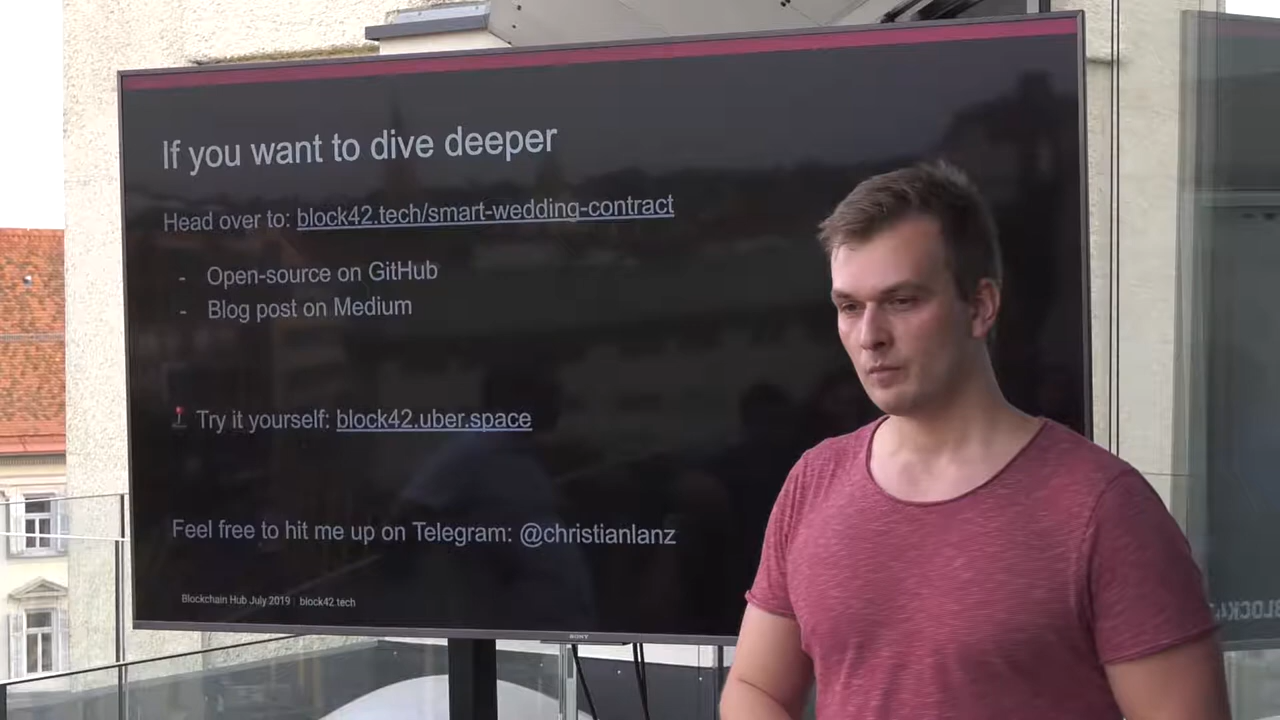 If you want to dive deeper
Head over to: block42.tech/smart-wedding-contract
- Open-source on GitHub
- Blog post on Medium
Try it yourself: block42.uber.space
Feel free to hit me up on Telegram: @christianlanz
Blockchain Hub July 2019 | block42.tech
SONY